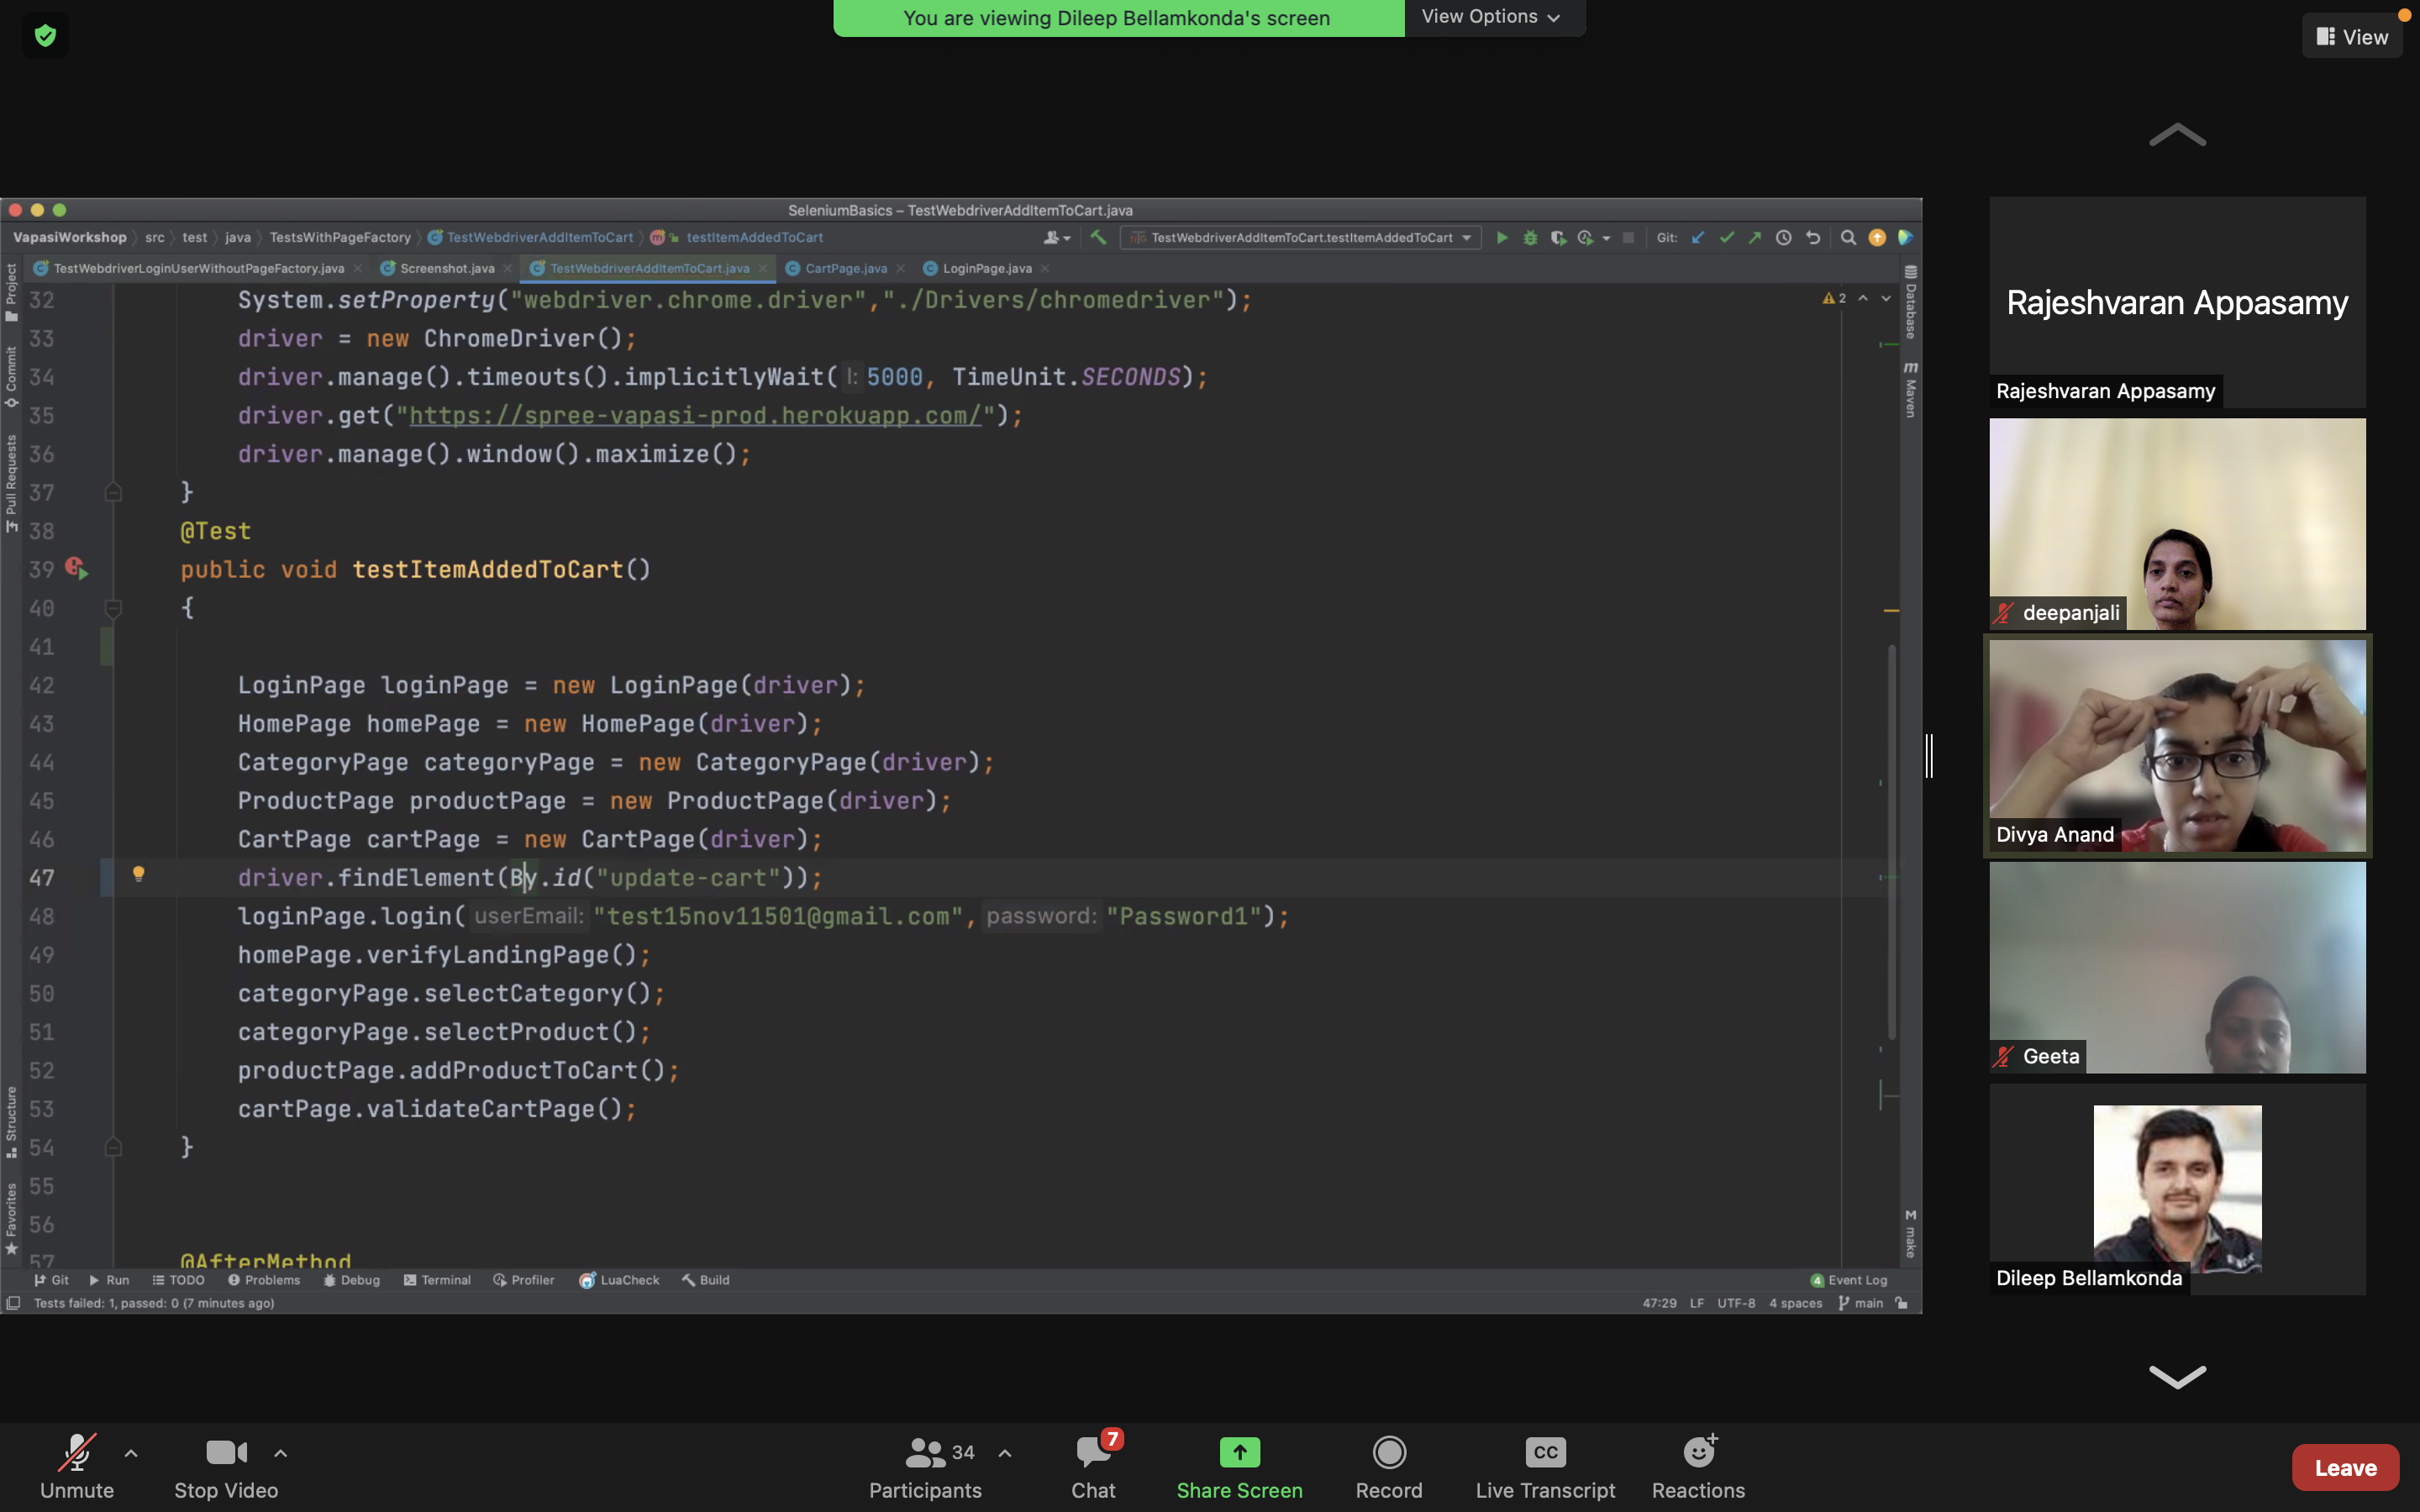 You are viewing Dileep Bellamkonda's screen
View Options
View
SeleniumBasics – TestWebdriverAddItemToCart.java
VapasiWorkshop src test java TestsWithPageFactory TestWebdriverAddItemToCart testItemAddedToCart
TestWebdriverAddItemToCart.testItemAddedToCart
Git:
TestWebdriverLoginUserWithoutPageFactory.java
Screenshot.java
TestWebdriverAddItemToCart.java
CartPage.java
LoginPage.java
Project
Commit
Pull Requests
Structure
Favorites
Database
Maven
make
2
32 System.setProperty("webdriver.chrome.driver","./Drivers/chromedriver");
33 driver = new ChromeDriver();
34 driver.manage().timeouts().implicitlyWait( l: 5000, TimeUnit.SECONDS);
35 driver.get("https://spree-vapasi-prod.herokuapp.com/");
36 driver.manage().window().maximize();
37 }
38 @Test
39 public void testItemAddedToCart()
40 {
41
42 LoginPage loginPage = new LoginPage(driver);
43 HomePage homePage = new HomePage(driver);
44 CategoryPage categoryPage = new CategoryPage(driver);
45 ProductPage productPage = new ProductPage(driver);
46 CartPage cartPage = new CartPage(driver);
47 driver.findElement(By.id("update-cart"));
48 loginPage.login( userEmail: "test15nov11501@gmail.com", password: "Password1");
49 homePage.verifyLandingPage();
50 categoryPage.selectCategory();
51 categoryPage.selectProduct();
52 productPage.addProductToCart();
53 cartPage.validateCartPage();
54 }
55
56
57 @AfterMethod
Git Run TODO Problems Debug Terminal Profiler LuaCheck Build
4 Event Log
Tests failed: 1, passed: 0 (7 minutes ago)
47:29 LF UTF-8 4 spaces main
Rajeshvaran Appasamy
Rajeshvaran Appasamy
deepanjali
Divya Anand
Geeta
Dileep Bellamkonda
Unmute
Stop Video
34
Participants
7
Chat
Share Screen
Record
CC
Live Transcript
Reactions
Leave